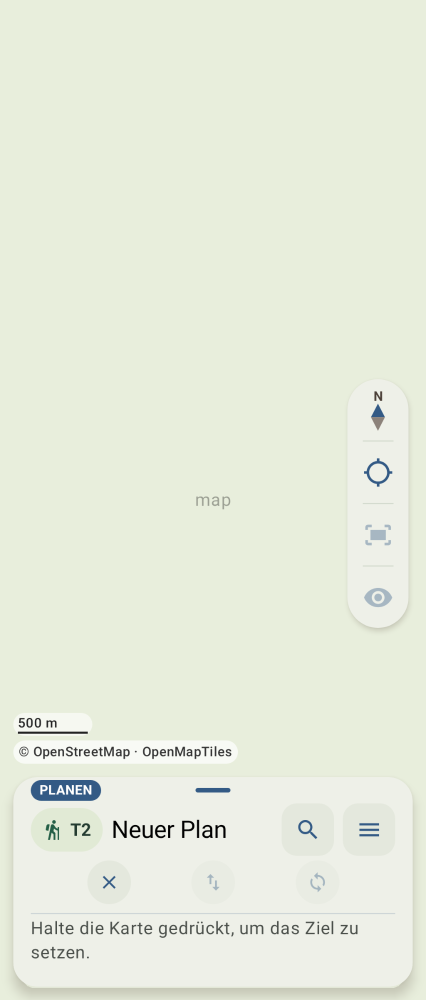 N
map
500 m
© OpenStreetMap · OpenMapTiles
PLANEN
T2 Neuer Plan
Halte die Karte gedrückt, um das Ziel zu
setzen.